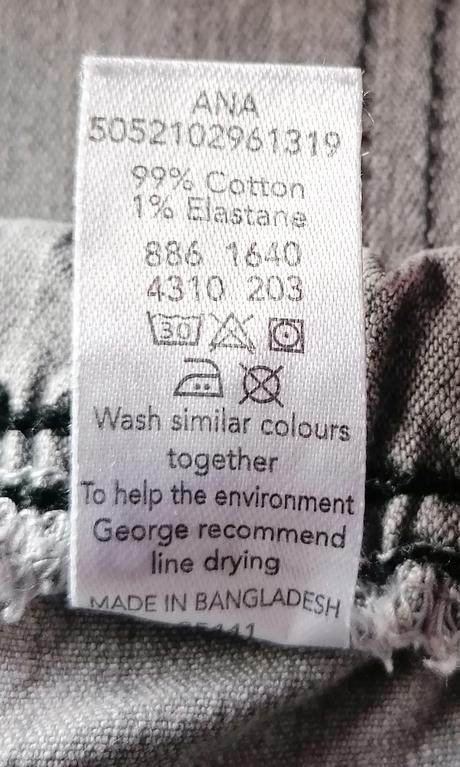 ANA
5052102961319
99% Cotton
1% Elastane
886 1640
4310 203
30
Wash similar colours
together
To help the environment
George recommend
line drying
MADE IN BANGLADESH